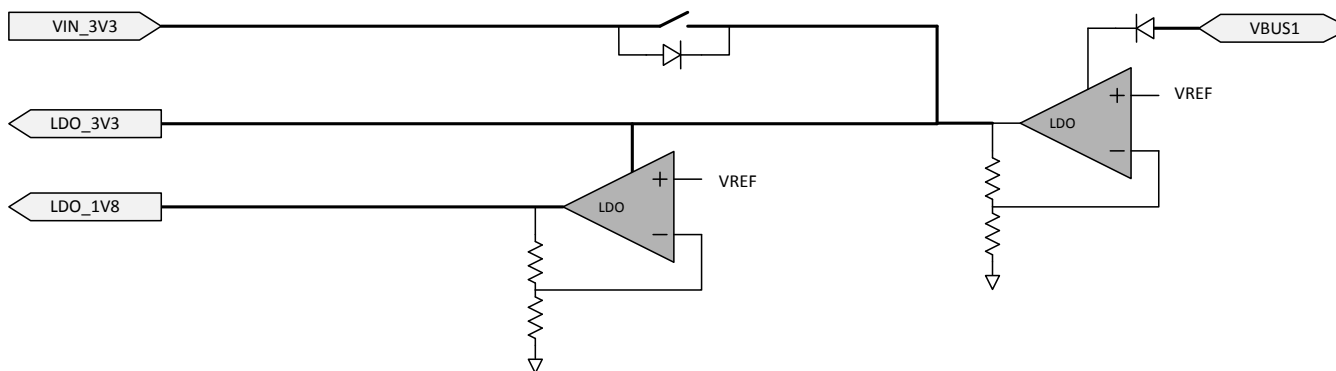 VIN_3V3
VBUS1
+
VREF
LDO_3V3
LDO
−
+
VREF
LDO_1V8
LDO
−